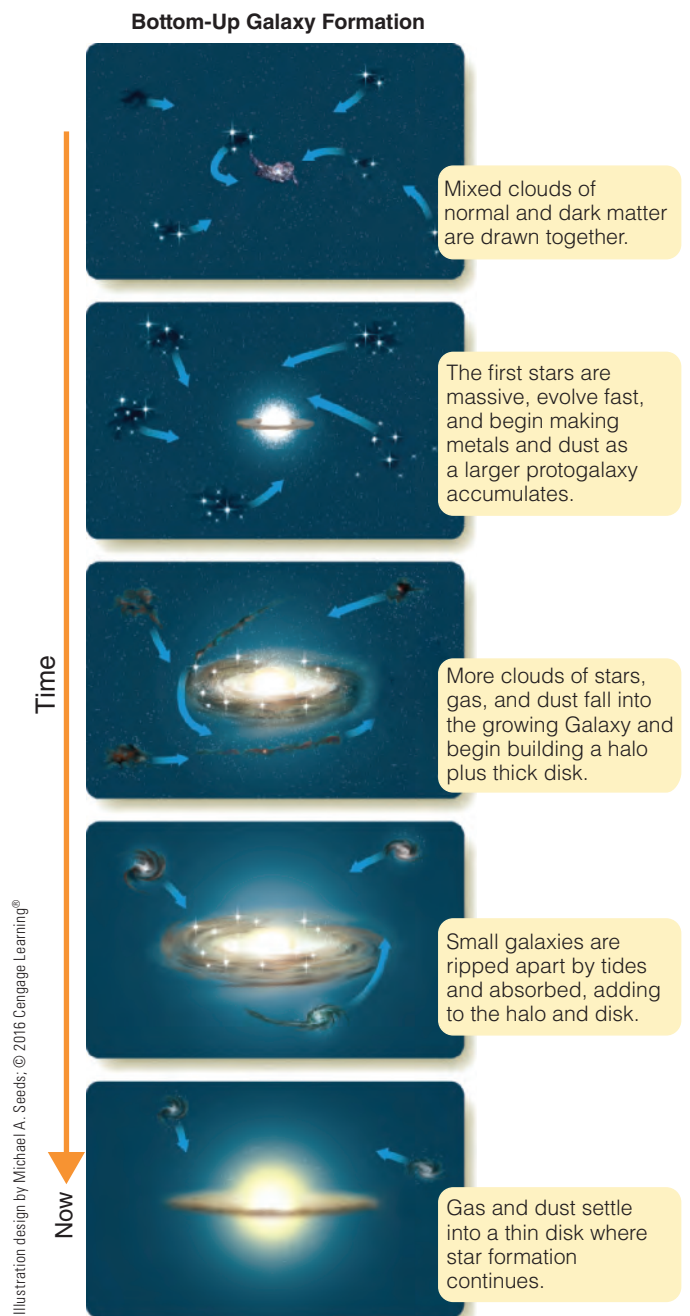 Bottom-Up Galaxy Formation
Mixed clouds of
normal and dark matter
are drawn together.
The first stars are
massive, evolve fast,
and begin making
metals and dust as
a larger protogalaxy
accumulates.
More clouds of stars,
gas, and dust fall into
the growing Galaxy and
begin building a halo
plus thick disk.
Small galaxies are
ripped apart by tides
and absorbed, adding
to the halo and disk.
Gas and dust settle
into a thin disk where
star formation
continues.
Time
Now
Illustration design by Michael A. Seeds; © 2016 Cengage Learning®